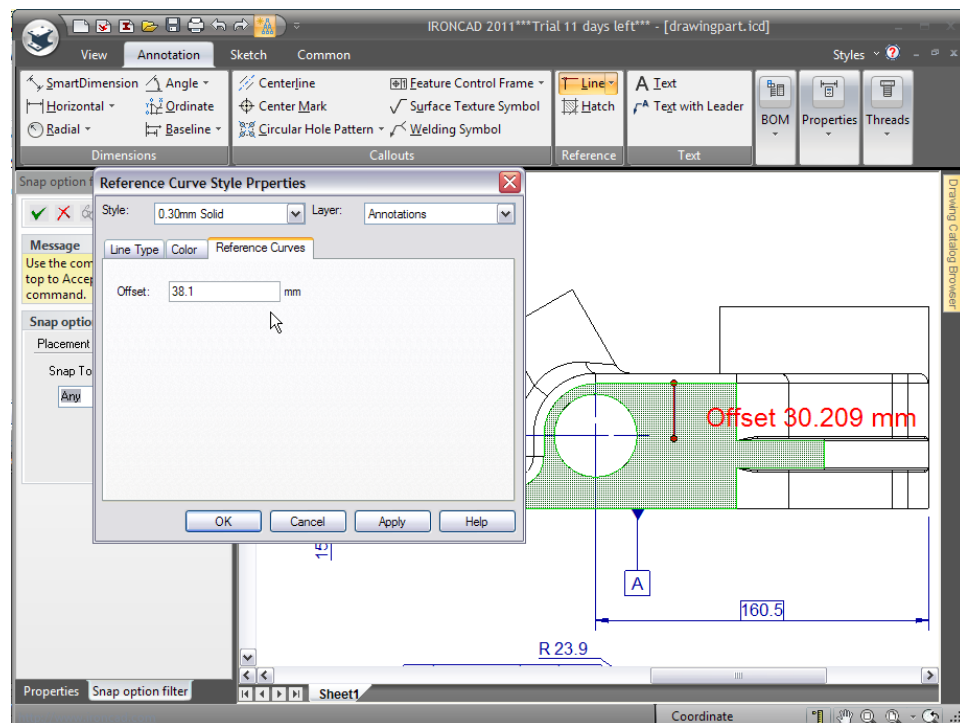 IRONCAD 2011***Trial 11 days left*** - [drawingpart.icd]
View Annotation Sketch Common Styles
SmartDimension Angle Centerline Feature Control Frame Line A Text
Horizontal Ordinate Center Mark Surface Texture Symbol Hatch Text with Leader
Radial Baseline Circular Hole Pattern Welding Symbol BOM Properties Threads
Dimensions Callouts Reference Text
Snap option f
Reference Curve Style Prperties
Style: 0.30mm Solid Layer: Annotations
Line Type Color Reference Curves
Offset: 38.1 mm
Message
Use the com
top to Accep
command.
Snap optio
Placement
Snap To
Any
OK Cancel Apply Help
Drawing Catalog Browser
Offset 30.209 mm
15
A
160.5
R 23.9
Properties Snap option filter Sheet1
Coordinate